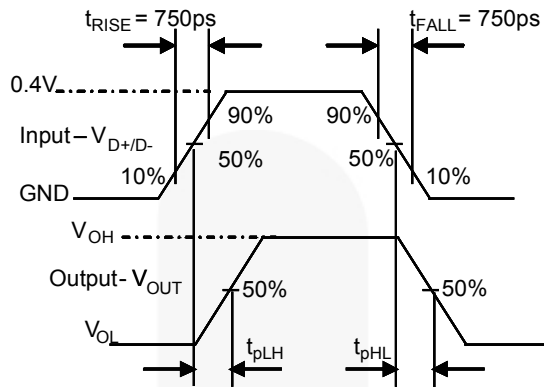 tRISE = 750ps
tFALL = 750ps
0.4V
90%
90%
Input – VD+/D-
50%
50%
10%
10%
GND
VOH
Output- VOUT
50%
50%
VOL
tpLH
tpHL